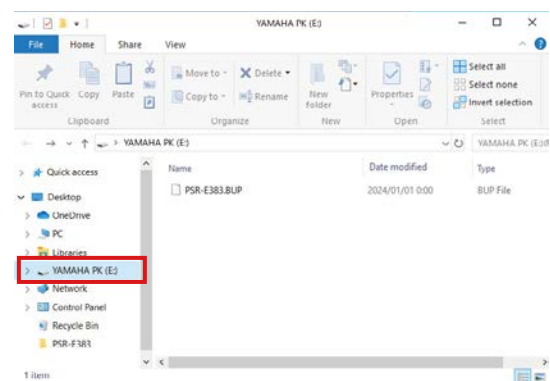 YAMAHA PK (E:)
File Home Share View
Pin to Quick access
Copy
Paste
Move to
Copy to
Delete
Rename
New folder
Properties
Select all
Select none
Invert selection
Clipboard Organize New Open Select
YAMAHA PK (E:) YAMAHA PK (E:)
Quick access
Desktop
OneDrive
PC
Libraries
YAMAHA PK (E:)
Network
Control Panel
Recycle Bin
PSR-E383
Name Date modified Type
PSR-E383.BUP 2024/01/01 0:00 BUP File
1 item